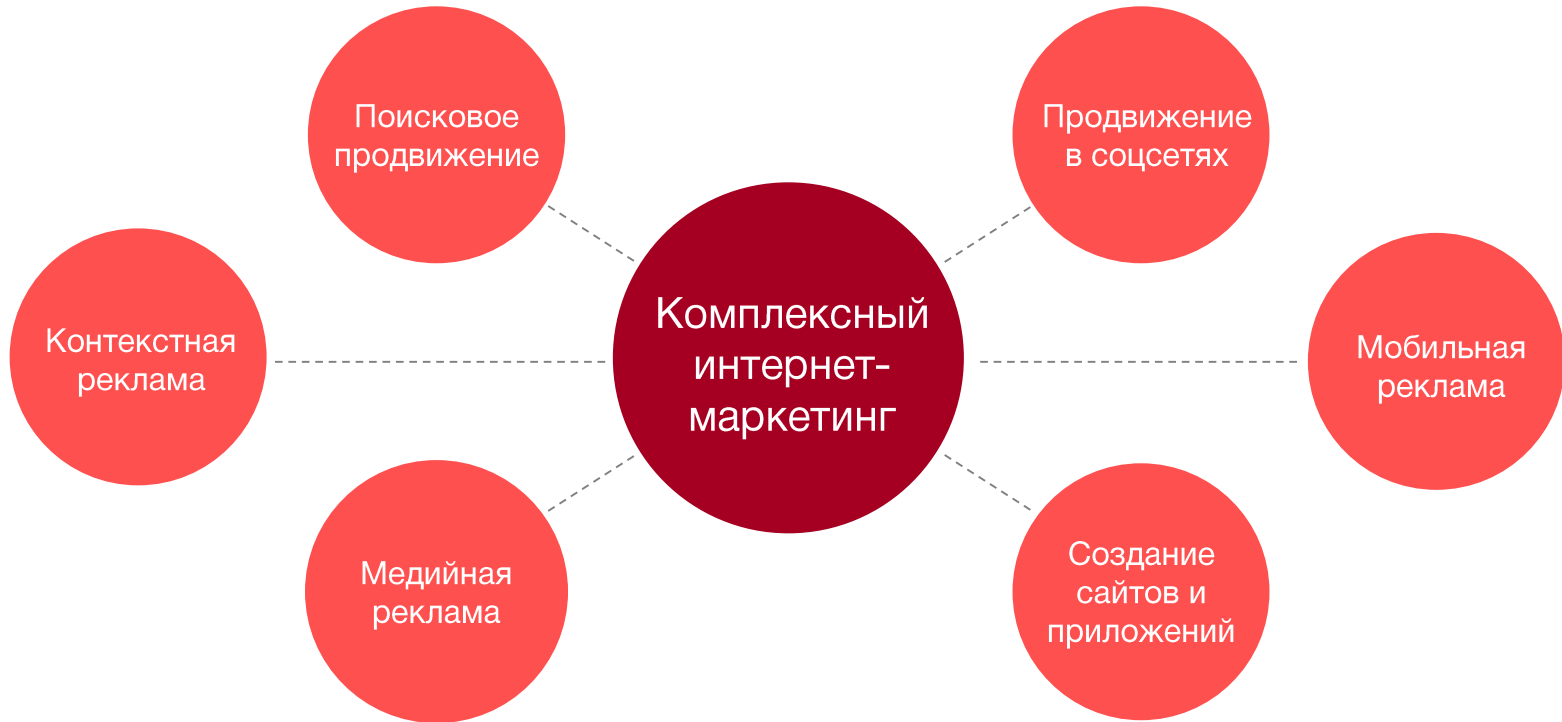 Поисковое
продвижение
Продвижение
в соцсетях
Контекстная
реклама
Комплексный
интернет-
маркетинг
Мобильная
реклама
Медийная
реклама
Создание
сайтов и
приложений